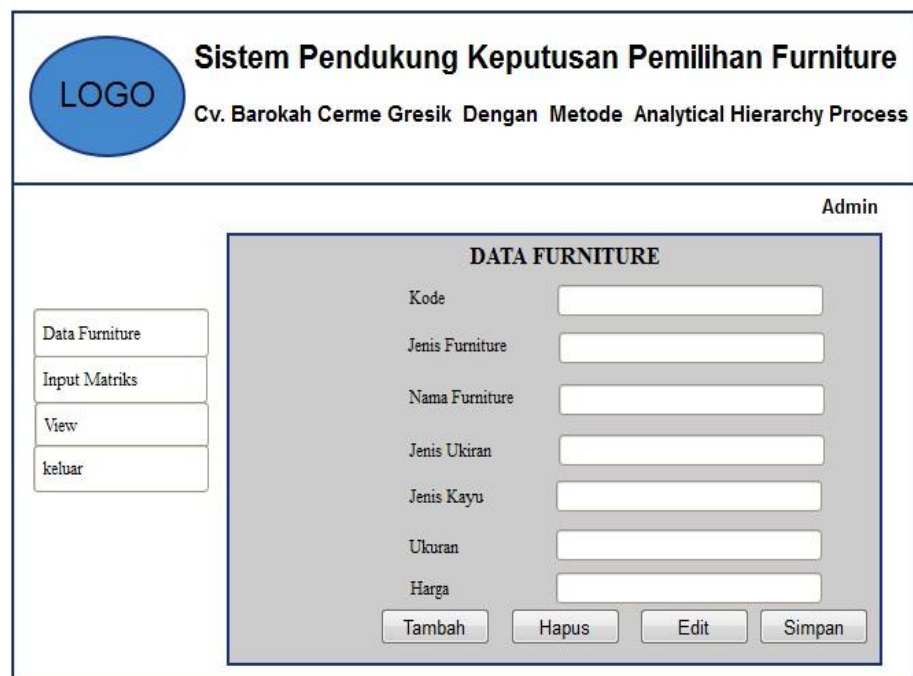 LOGO
Sistem Pendukung Keputusan Pemilihan Furniture
Cv. Barokah Cerme Gresik Dengan Metode Analytical Hierarchy Process
Admin
Data Furniture
Input Matriks
View
keluar
DATA FURNITURE
Kode
Jenis Furniture
Nama Furniture
Jenis Ukiran
Jenis Kayu
Ukuran
Harga
Tambah Hapus Edit Simpan